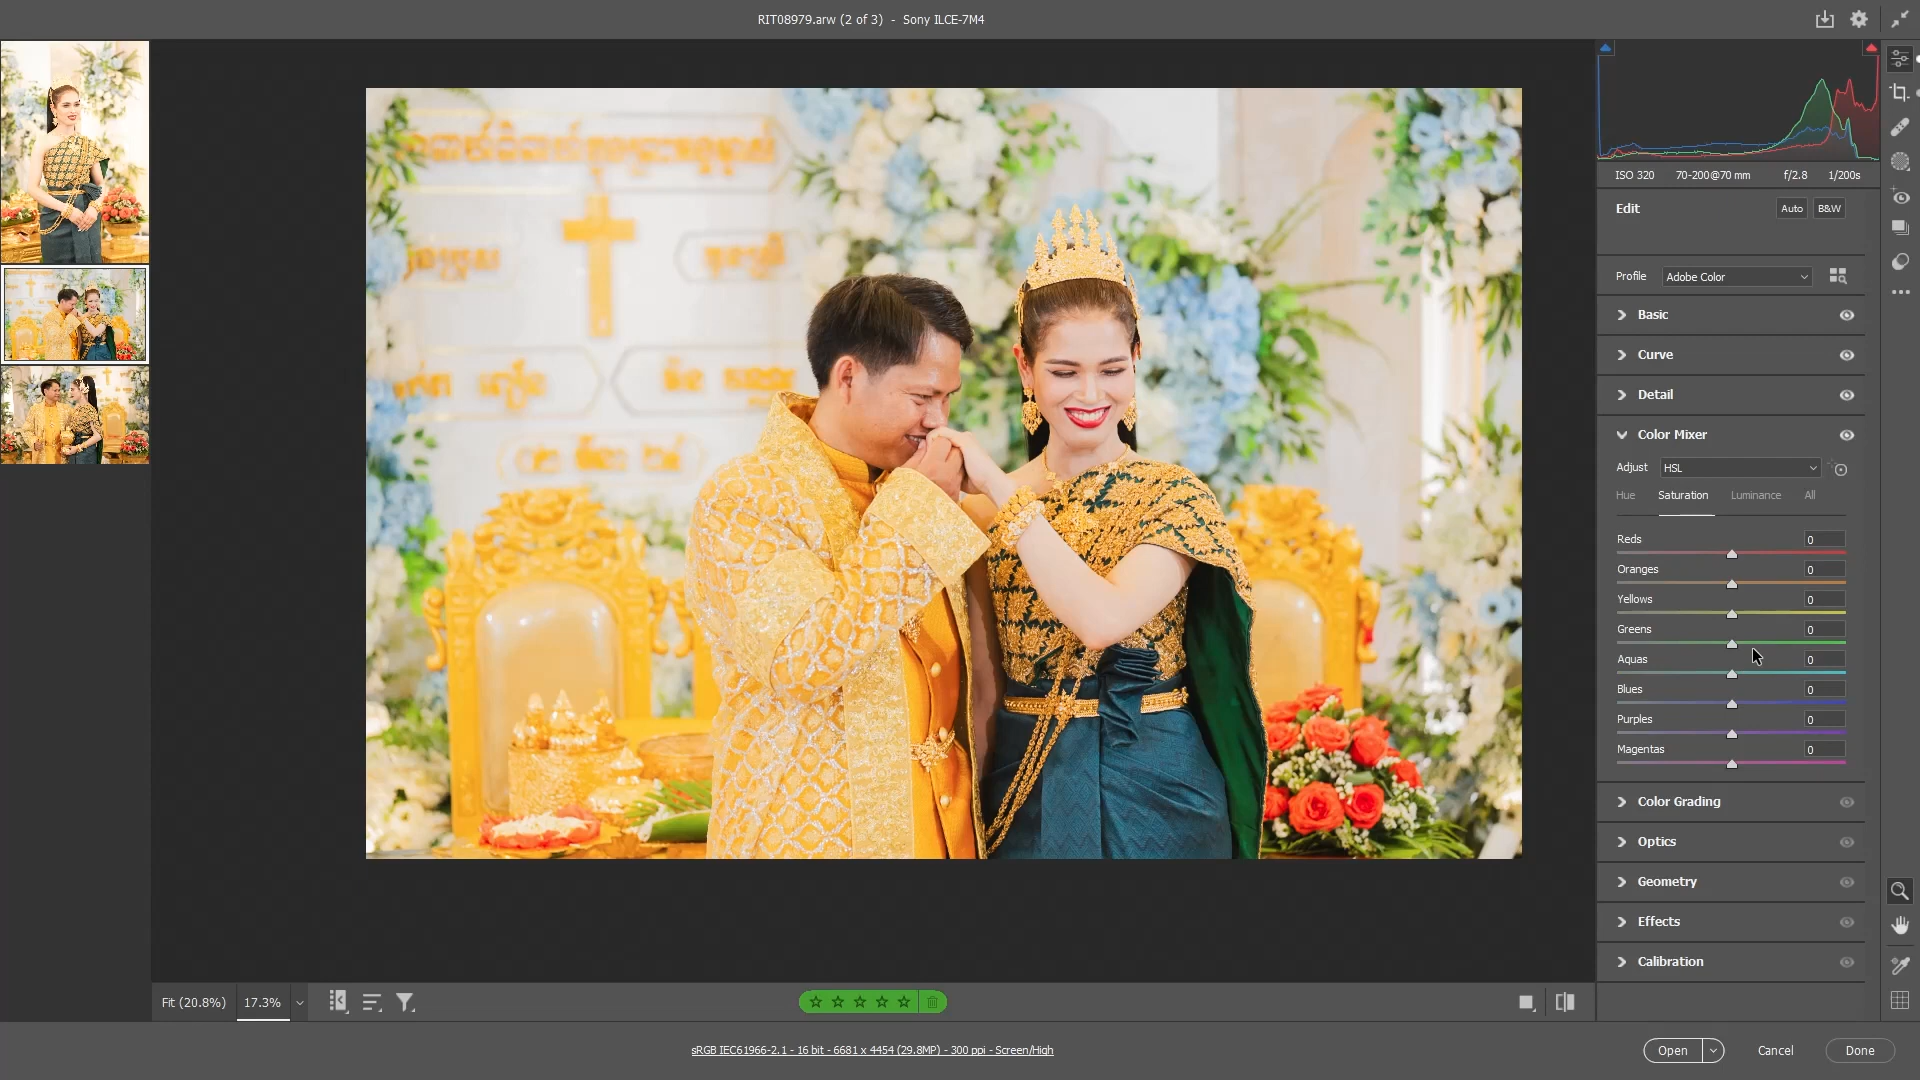 RIT08979.arw (2 of 3) - Sony ILCE-7M4
ISO 320 70-200@70 mm f/2.8 1/200s
Edit Auto B&W
Profile Adobe Color
Basic
Curve
Detail
Color Mixer
Adjust HSL
Hue Saturation Luminance All
Reds 0
Oranges 0
Yellows 0
Greens 0
Aquas 0
Blues 0
Purples 0
Magentas 0
Color Grading
Optics
Geometry
Effects
Calibration
Fit (20.8%) 17.3%
sRGB IEC61966-2.1 - 16 bit - 6681 x 4454 (29.8MP) - 300 ppi - Screen/High
Open Cancel Done